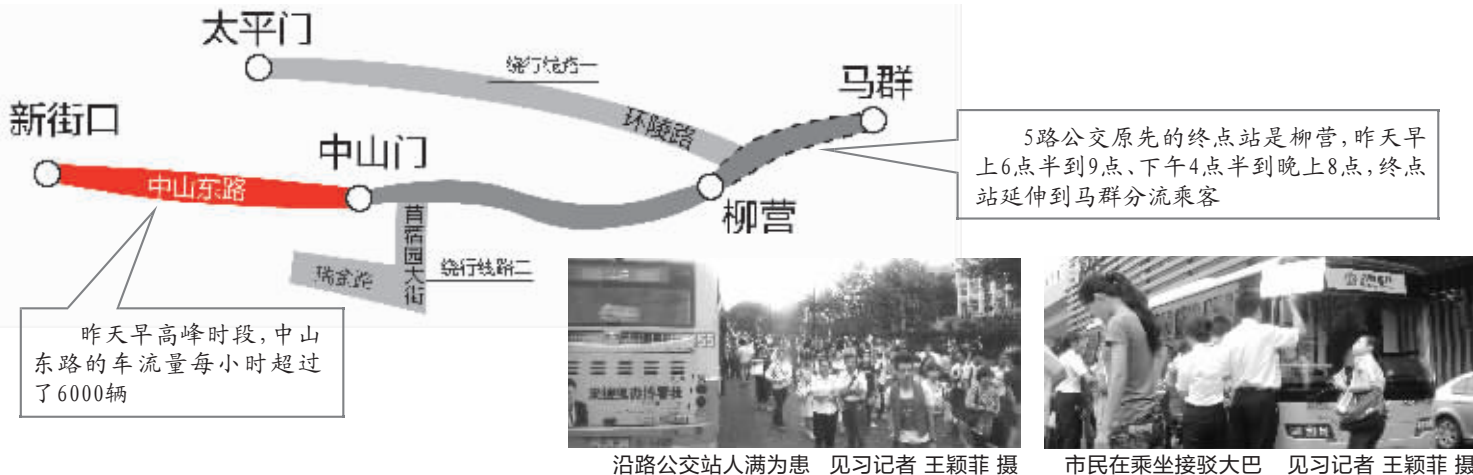 太平门
绕行线路一
马群
新街口
环陵路
中山门
中山东路
柳营
苜蓿园大街
瑞金路
绕行线路二
5路公交原先的终点站是柳营,昨天早
上6点半到9点、下午4点半到晚上8点,终点
站延伸到马群分流乘客
昨天早高峰时段,中山
东路的车流量每小时超过
了6000辆
55
沿路公交站人满为患 见习记者 王颖菲 摄
市民在乘坐接驳大巴 见习记者 王颖菲 摄